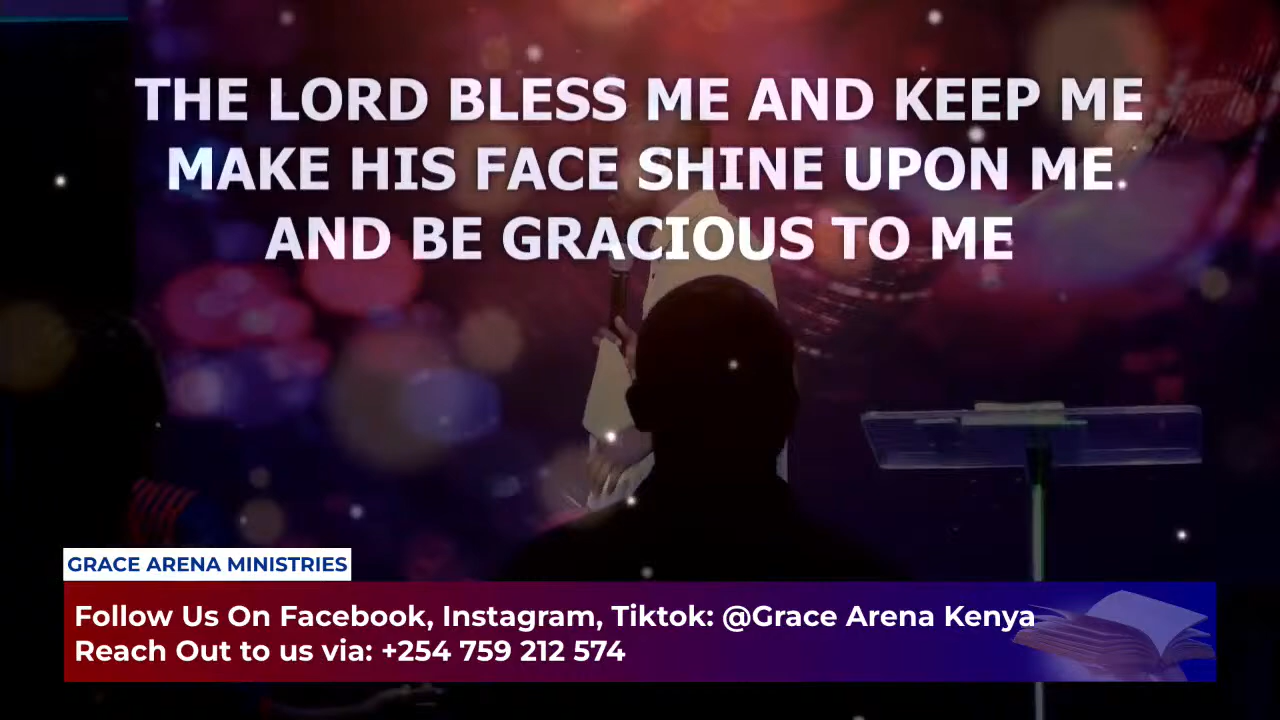 THE LORD BLESS ME AND KEEP ME
MAKE HIS FACE SHINE UPON ME.
AND BE GRACIOUS TO ME
GRACE ARENA MINISTRIES
Follow Us On Facebook, Instagram, Tiktok: @Grace Arena Kenya
Reach Out to us via: +254 759 212 574